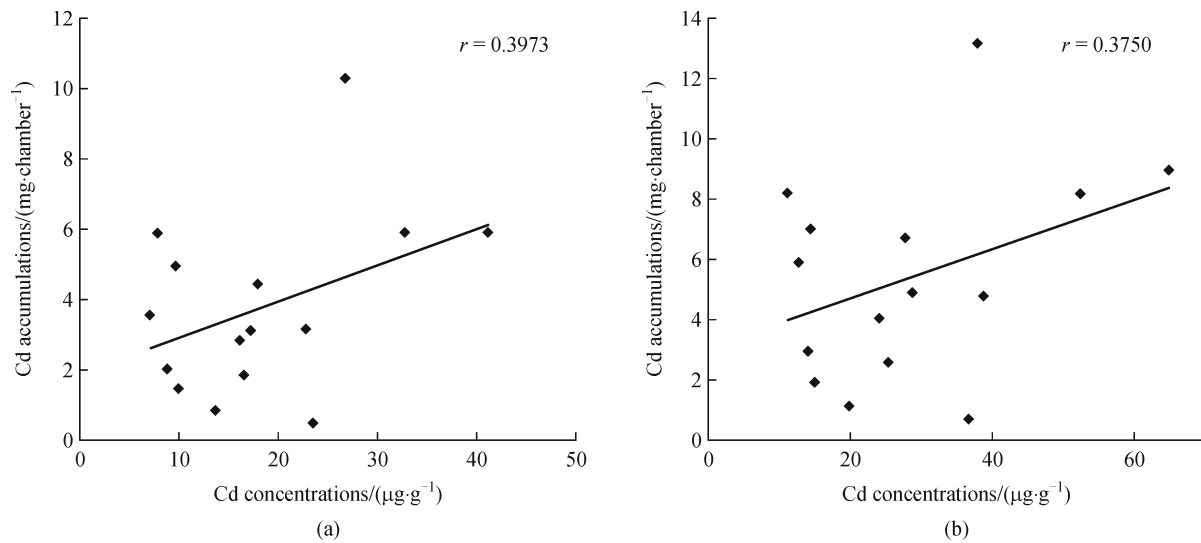 12
10
8
6
4
2
0
0 10 20 30 40 50
Cd accumulations/(mg·chamber⁻¹)
r = 0.3973
Cd concentrations/(μg·g⁻¹)
(a)
14
12
10
8
6
4
2
0
0 20 40 60
Cd accumulations/(mg·chamber⁻¹)
r = 0.3750
Cd concentrations/(μg·g⁻¹)
(b)